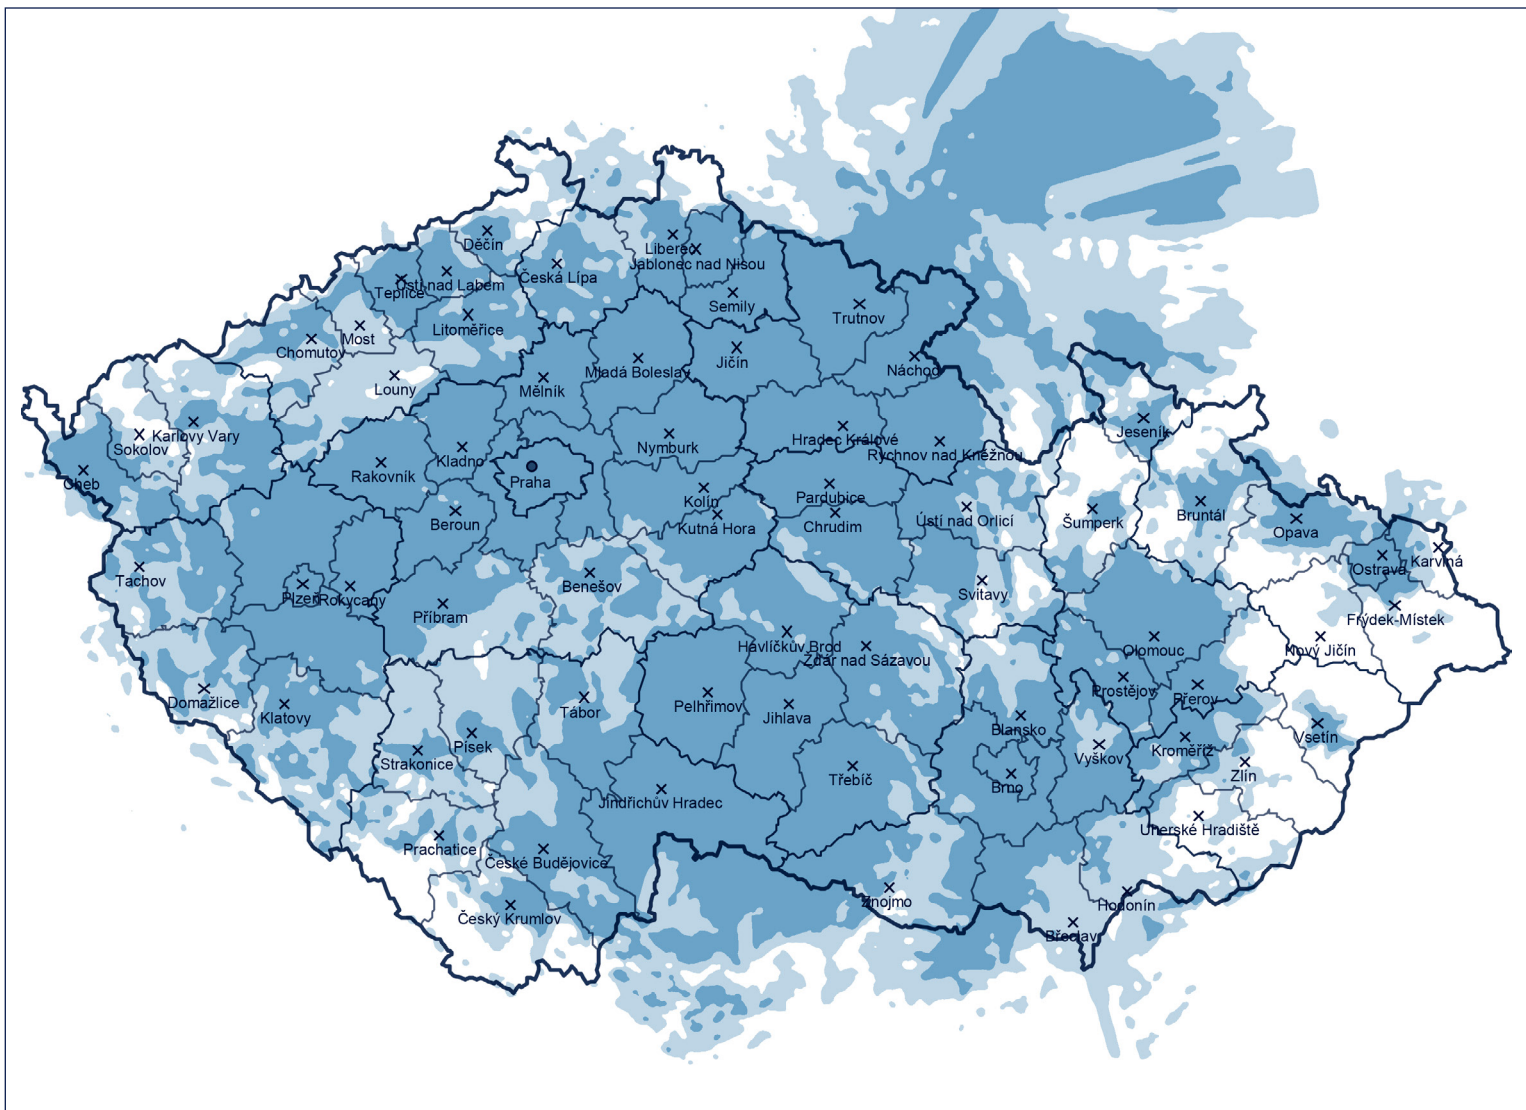 Děčín
Liberec
Jablonec nad Nisou
Česká Lípa
Ústí nad Labem
Teplice
Semily
Trutnov
Litoměřice
Most
Chomutov
Jičín
Náchod
Mladá Boleslav
Louny
Mělník
Karlovy Vary
Sokolov
Jeseník
Hradec Králové
Nymburk
Rychnov nad Kněžnou
Kladno
Rakovník
Cheb
Praha
Pardubice
Kolín
Bruntál
Beroun
Kutná Hora
Chrudim
Ústí nad Orlicí
Šumperk
Opava
Karviná
Ostrava
Tachov
Benešov
Svitavy
Plzeň
Rokycany
Příbram
Frýdek-Místek
Havlíčkův Brod
Žďár nad Sázavou
Olomouc
Nový Jičín
Prostějov
Přerov
Domažlice
Klatovy
Tábor
Pelhřimov
Jihlava
Blansko
Vsetín
Písek
Strakonice
Vyškov
Kroměříž
Zlín
Třebíč
Brno
Jindřichův Hradec
Uherské Hradiště
Prachatice
České Budějovice
Znojmo
Hodonín
Český Krumlov
Břeclav